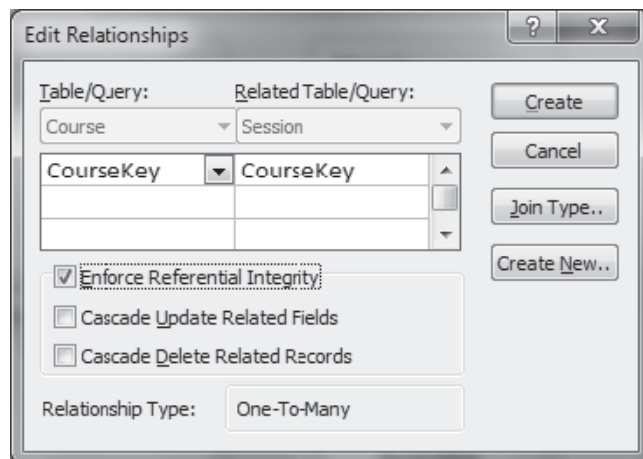 Edit Relationships
?
X
Table/Query:
Related Table/Query:
Course
Session
CourseKey
CourseKey
Enforce Referential Integrity
Cascade Update Related Fields
Cascade Delete Related Records
Relationship Type:
One-To-Many
Create
Cancel
Join Type..
Create New..